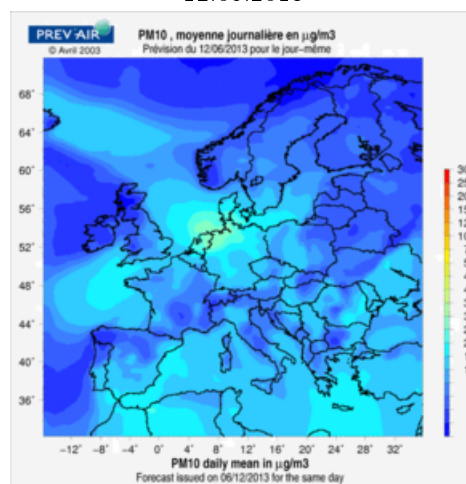 PREV'AIR
© Avril 2003
PM10 , moyenne journalière en µg/m3
Prévision du 12/06/2013 pour le jour-même
68°
64°
60°
56°
52°
48°
44°
40°
36°
-12° -8° -4° 0° 4° 8° 12° 16° 20° 24° 28° 32°
PM10 daily mean in µg/m3
Forecast issued on 06/12/2013 for the same day